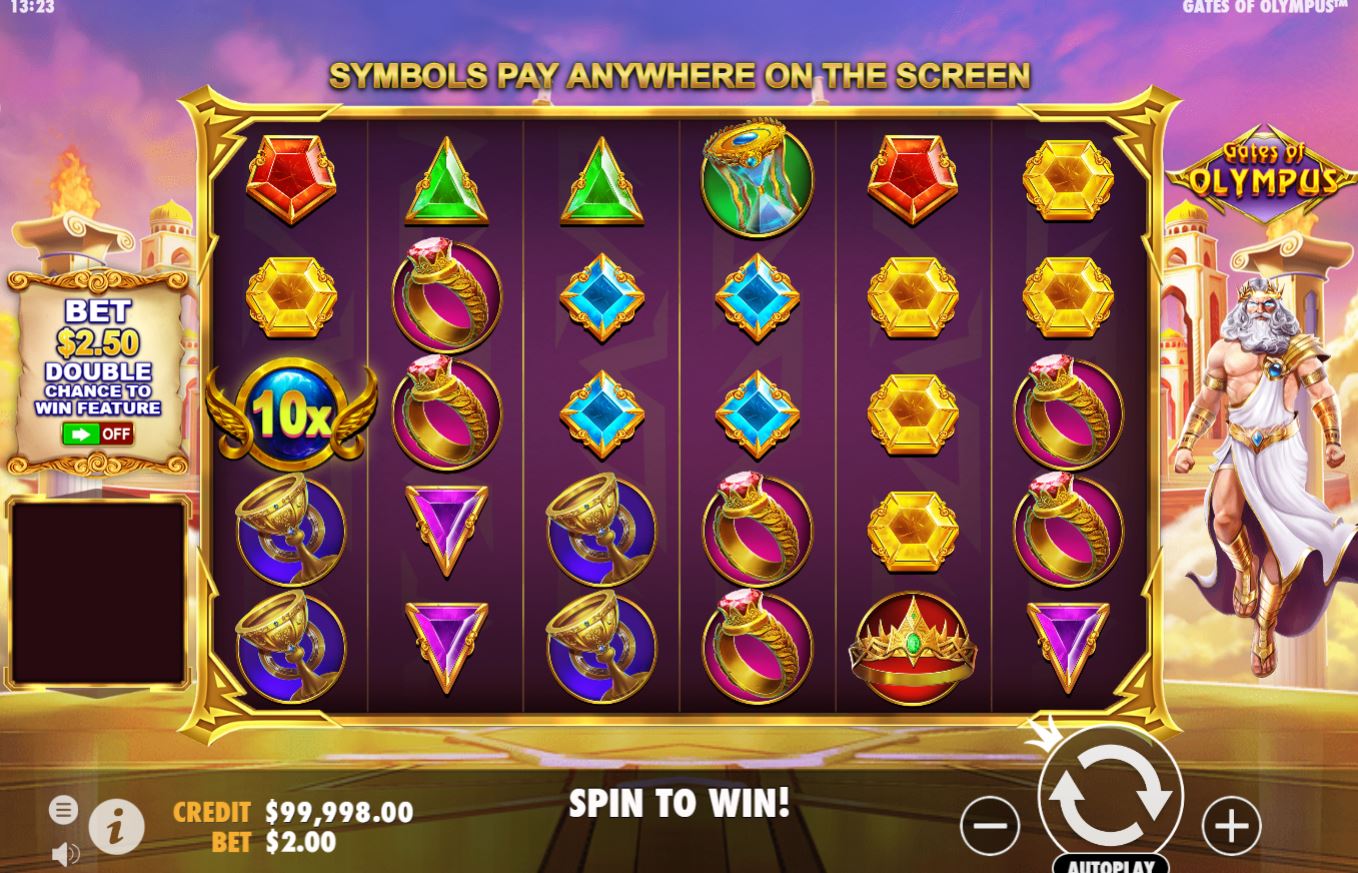 13:23
GATES OF OLYMPUS™
SYMBOLS PAY ANYWHERE ON THE SCREEN
Gates of
OLYMPUS
BET
$2.50
DOUBLE
CHANCE TO
WIN FEATURE
OFF
10x
CREDIT $99,998.00
BET $2.00
SPIN TO WIN!
AUTOPLAY